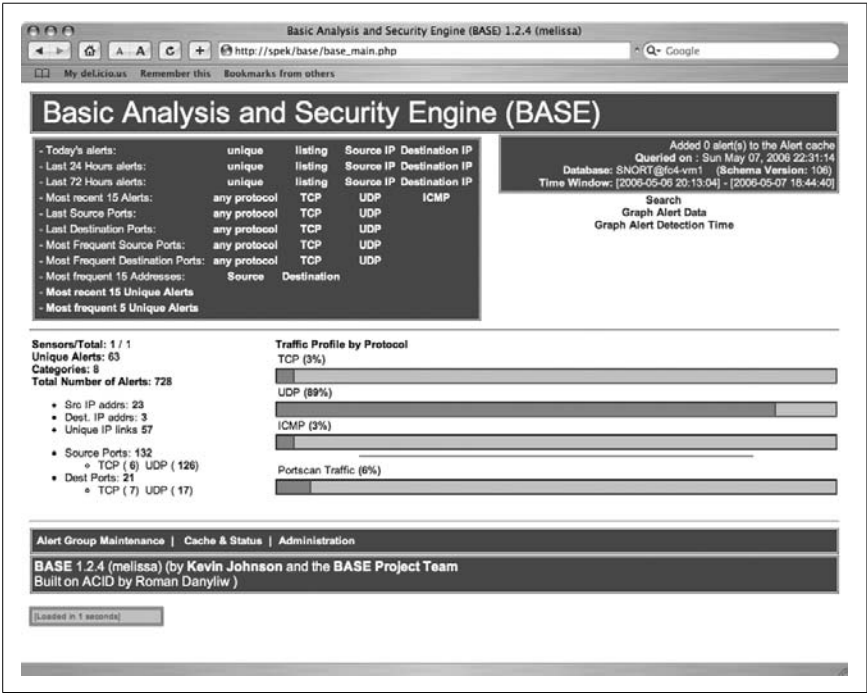 Basic Analysis and Security Engine (BASE) 1.2.4 (melissa)
A A C + http://spek/base/base_main.php Q- Google
My del.icio.us Remember this Bookmarks from others
Basic Analysis and Security Engine (BASE)
- Today's alerts: unique listing Source IP Destination IP
- Last 24 Hours alerts: unique listing Source IP Destination IP
- Last 72 Hours alerts: unique listing Source IP Destination IP
- Most recent 15 Alerts: any protocol TCP UDP ICMP
- Last Source Ports: any protocol TCP UDP
- Last Destination Ports: any protocol TCP UDP
- Most Frequent Source Ports: any protocol TCP UDP
- Most Frequent Destination Ports: any protocol TCP UDP
- Most frequent 15 Addresses: Source Destination
- Most recent 15 Unique Alerts
- Most frequent 5 Unique Alerts
Added 0 alert(s) to the Alert cache
Queried on : Sun May 07, 2006 22:31:14
Database: SNORT@fc4-vm1 (Schema Version: 106)
Time Window: [2006-05-06 20:13:04] - [2006-05-07 18:44:40]
Search
Graph Alert Data
Graph Alert Detection Time
Sensors/Total: 1 / 1
Unique Alerts: 63
Categories: 8
Total Number of Alerts: 728
• Src IP addrs: 23
• Dest. IP addrs: 3
• Unique IP links 57
• Source Ports: 132
∘ TCP ( 6) UDP ( 126)
• Dest Ports: 21
∘ TCP ( 7) UDP ( 17)
Traffic Profile by Protocol
TCP (3%)
UDP (89%)
ICMP (3%)
Portscan Traffic (6%)
Alert Group Maintenance | Cache & Status | Administration
BASE 1.2.4 (melissa) (by Kevin Johnson and the BASE Project Team
Built on ACID by Roman Danyliw )
[Loaded in 1 seconds]